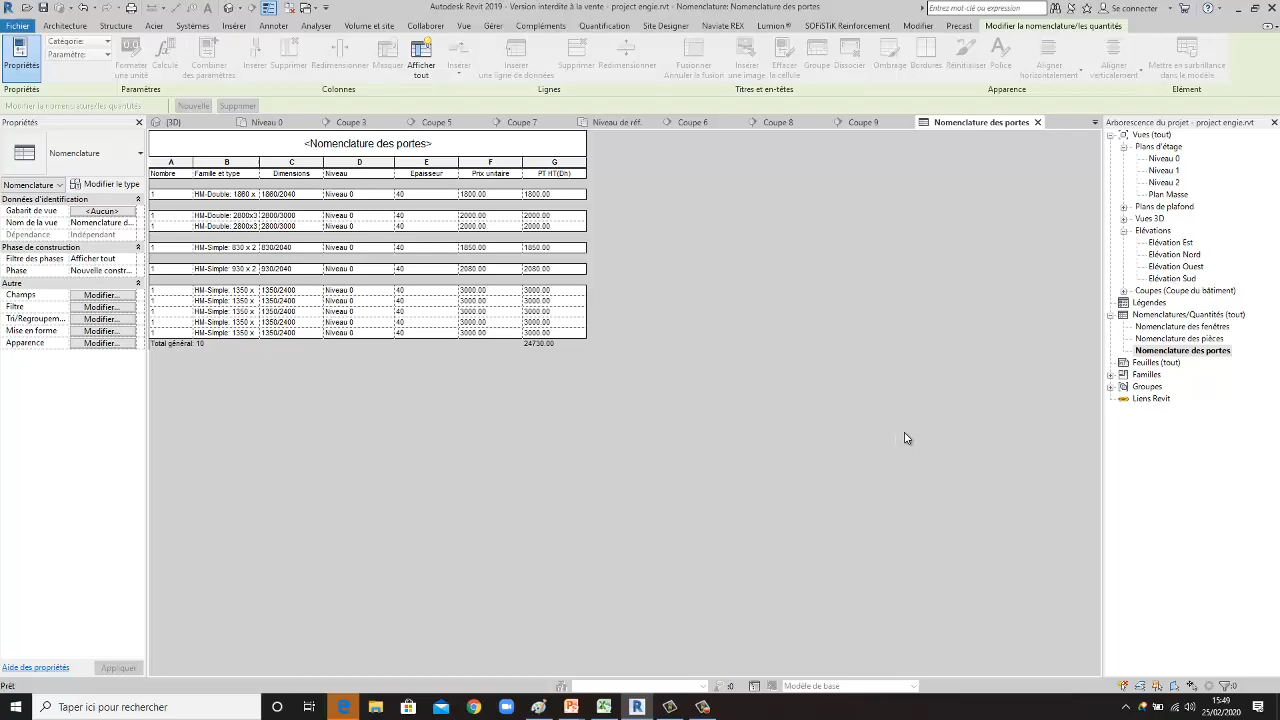 Autodesk Revit 2019 - Version interdite à la vente - project engie.rvt - Nomenclature: Nomenclature des portes
Entrez mot-clé ou expression
Se connecter
Fichier Architecture Structure Acier Systèmes Insérer Annoter Analyser Volume et site Collaborer Vue Gérer Compléments Quantification Site Designer Naviate REX Lumion® SOFiSTiK Reinforcement Modifier Precast Modifier la nomenclature/les quantités
Propriétés
Catégorie:
Paramètre:
Formater une unité
Calculé
Combiner des paramètres
Insérer
Supprimer
Redimensionner
Masquer
Afficher tout
Insérer
Insérer une ligne de données
Supprimer
Redimensionner
Fusionner Annuler la fusion
Insérer une image
Effacer la cellule
Groupe
Dissocier
Ombrage
Bordures
Réinitialiser
Police
Aligner horizontalement
Aligner verticalement
Mettre en surbrillance dans le modèle
Propriétés Paramètres Colonnes Lignes Titres et en-têtes Apparence Elément
Modifier la nomenclature/les quantités Nouvelle Supprimer
Propriétés
{3D} Niveau 0 Coupe 3 Coupe 5 Coupe 7 Niveau de réf. Coupe 6 Coupe 8 Coupe 9 Nomenclature des portes
Arborescence du projet - project engie.rvt
Nomenclature
Nomenclature Modifier le type
Données d'identification
Gabarit de vue <Aucun>
Nom de la vue Nomenclature d...
Dépendance Indépendant
Phase de construction
Filtre des phases Afficher tout
Phase Nouvelle constr...
Autre
Champs Modifier...
Filtre Modifier...
Tri/Regroupem... Modifier...
Mise en forme Modifier...
Apparence Modifier...
Aide des propriétés Appliquer
<Nomenclature des portes>
A B C D E F G
Nombre Famille et type Dimensions Niveau Epaisseur Prix unitaire PT HT(Dh)
1 HM-Double: 1860 x 1860/2040 Niveau 0 40 1800.00 1800.00
1 HM-Double: 2800x3 2800/3000 Niveau 0 40 2000.00 2000.00
1 HM-Double: 2800x3 2800/3000 Niveau 0 40 2000.00 2000.00
1 HM-Simple: 830 x 2 830/2040 Niveau 0 40 1850.00 1850.00
1 HM-Simple: 930 x 2 930/2040 Niveau 0 40 2080.00 2080.00
1 HM-Simple: 1350 x 1350/2400 Niveau 0 40 3000.00 3000.00
1 HM-Simple: 1350 x 1350/2400 Niveau 0 40 3000.00 3000.00
1 HM-Simple: 1350 x 1350/2400 Niveau 0 40 3000.00 3000.00
1 HM-Simple: 1350 x 1350/2400 Niveau 0 40 3000.00 3000.00
1 HM-Simple: 1350 x 1350/2400 Niveau 0 40 3000.00 3000.00
Total général: 10 24730.00
Vues (tout)
Plans d'étage
Niveau 0
Niveau 1
Niveau 2
Plan Masse
Plans de plafond
Vues 3D
Elévations
Elévation Est
Elévation Nord
Elévation Ouest
Elévation Sud
Coupes (Coupe du bâtiment)
Légendes
Nomenclatures/Quantités (tout)
Nomenclature des fenêtres
Nomenclature des pièces
Nomenclature des portes
Feuilles (tout)
Familles
Groupes
Liens Revit
Prêt
:0
Modèle de base
:0
Taper ici pour rechercher
15:49
25/02/2020